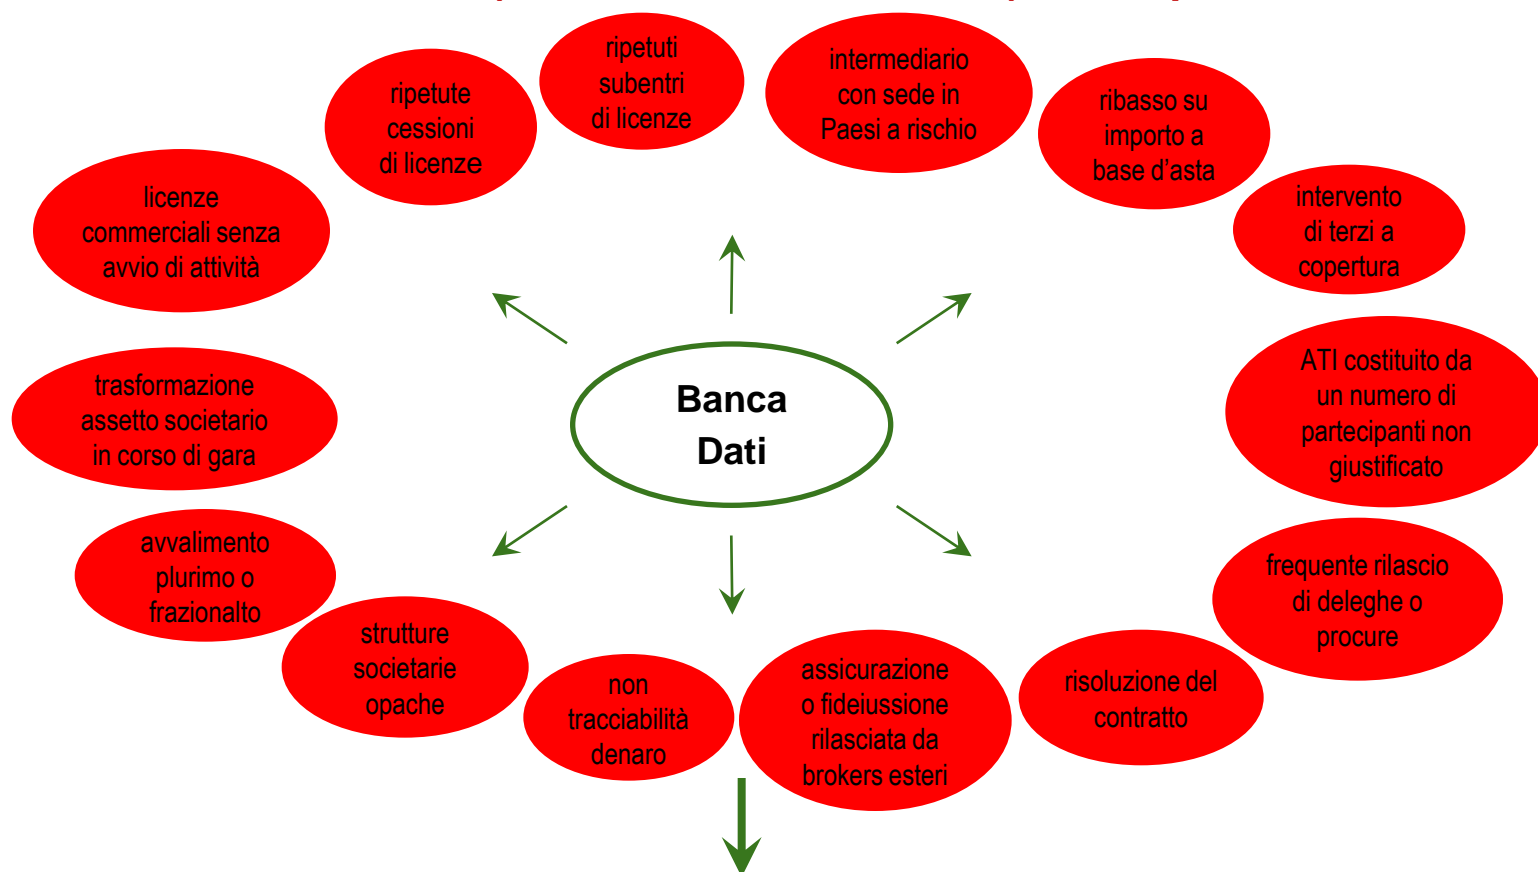 ripetuti
subentri
di licenze
intermediario
con sede in
Paesi a rischio
ripetute
cessioni
di licenze
ribasso su
importo a
base d’asta
licenze
commerciali senza
avvio di attività
intervento
di terzi a
copertura
trasformazione
assetto societario
in corso di gara
Banca
Dati
ATI costituito da
un numero di
partecipanti non
giustificato
avvalimento
plurimo o
frazionalto
frequente rilascio
di deleghe o
procure
strutture
societarie
opache
non
tracciabilità
denaro
assicurazione
o fideiussione
rilasciata da
brokers esteri
risoluzione del
contratto